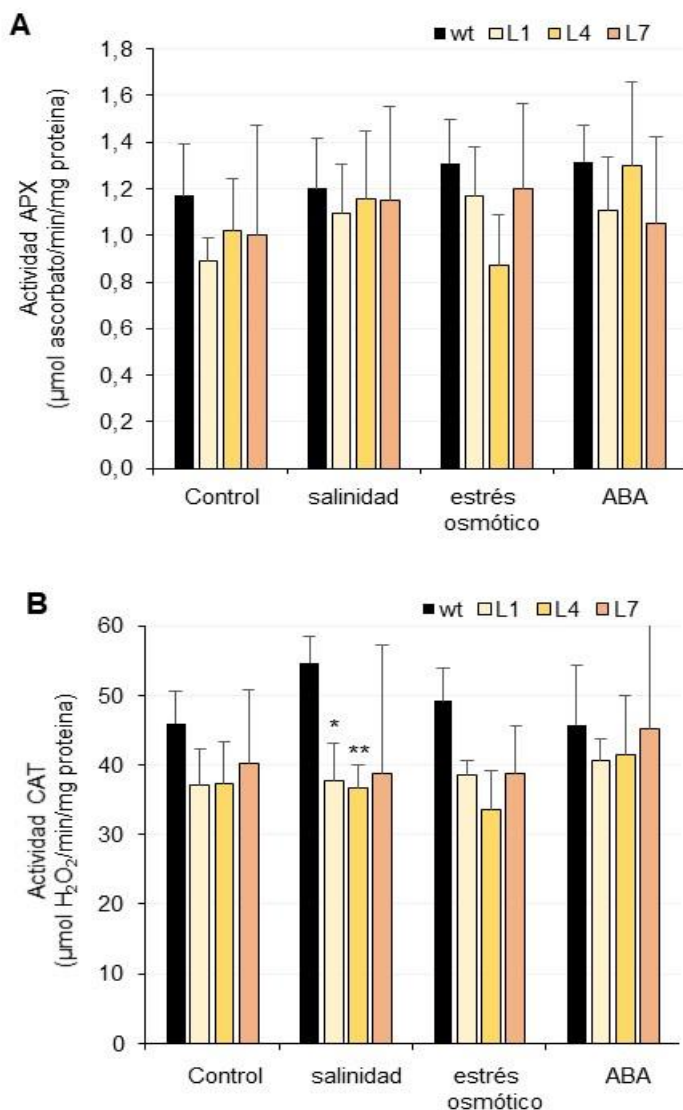 A
wt L1 L4 L7
Actividad APX
(µmol ascorbato/min/mg proteina)
1,8
1,6
1,4
1,2
1,0
0,8
0,6
0,4
0,2
0,0
Control salinidad estrés osmótico ABA
B
wt L1 L4 L7
Actividad CAT
(µmol H₂O₂/min/mg proteina)
60
50
40
30
20
10
0
* **
Control salinidad estrés osmótico ABA